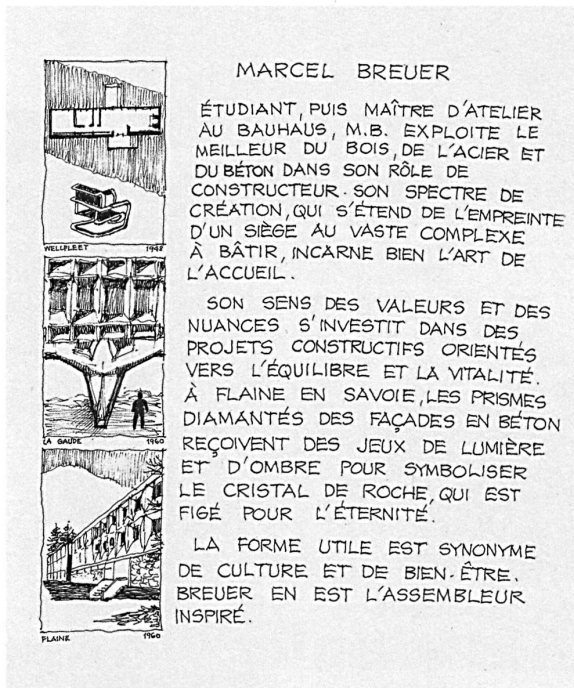 MARCEL BREUER
ÉTUDIANT, PUIS MAÎTRE D'ATELIER
AU BAUHAUS, M.B. EXPLOITE LE
MEILLEUR DU BOIS, DE L'ACIER ET
DU BÉTON DANS SON RÔLE DE
CONSTRUCTEUR. SON SPECTRE DE
CRÉATION, QUI S'ÉTEND DE L'EMPREINTE
D'UN SIÈGE AU VASTE COMPLEXE
À BÂTIR, INCARNE BIEN L'ART DE
L'ACCUEIL.
SON SENS DES VALEURS ET DES
NUANCES S'INVESTIT DANS DES
PROJETS CONSTRUCTIFS ORIENTÉS
VERS L'ÉQUILIBRE ET LA VITALITÉ.
À FLAINE EN SAVOIE, LES PRISMES
DIAMANTÉS DES FAÇADES EN BÉTON
REÇOIVENT DES JEUX DE LUMIÈRE
ET D'OMBRE POUR SYMBOLISER
LE CRISTAL DE ROCHE, QUI EST
FIGÉ POUR L'ÉTERNITÉ.
LA FORME UTILE EST SYNONYME
DE CULTURE ET DE BIEN-ÊTRE.
BREUER EN EST L'ASSEMBLEUR
INSPIRÉ.
WELLFLEET 1948
LA GAUDE 1960
FLAINE 1960